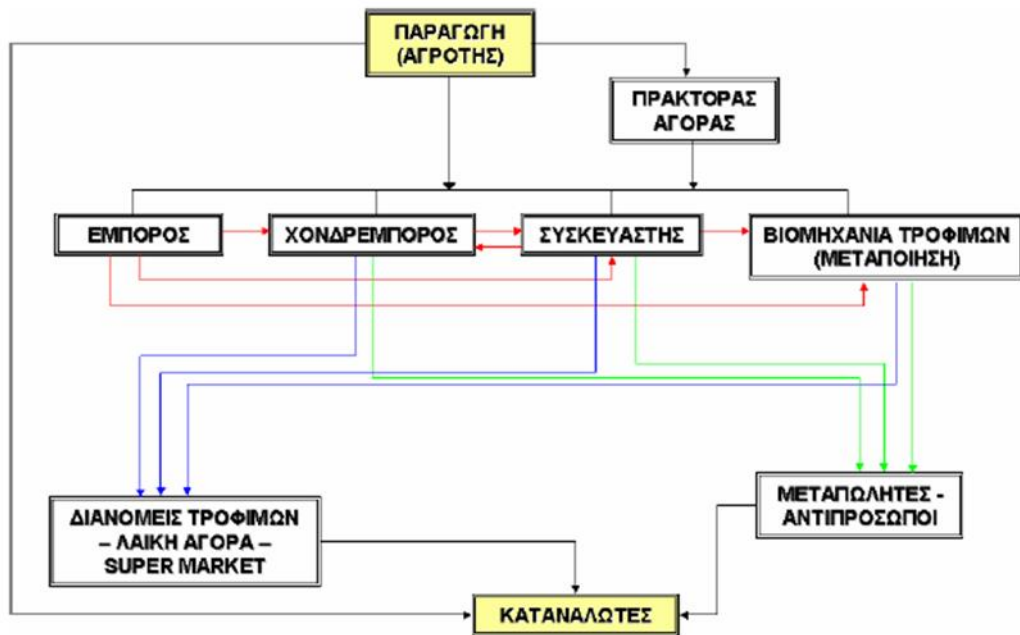 ΠΑΡΑΓΩΓΗ
(ΑΓΡΟΤΗΣ)
ΠΡΑΚΤΟΡΑΣ
ΑΓΟΡΑΣ
ΕΜΠΟΡΟΣ
ΧΟΝΔΡΕΜΠΟΡΟΣ
ΣΥΣΚΕΥΑΣΤΗΣ
ΒΙΟΜΗΧΑΝΙΑ ΤΡΟΦΙΜΩΝ
(ΜΕΤΑΠΟΙΗΣΗ)
ΔΙΑΝΟΜΕΙΣ ΤΡΟΦΙΜΩΝ
– ΛΑΙΚΗ ΑΓΟΡΑ –
SUPER MARKET
ΜΕΤΑΠΩΛΗΤΕΣ -
ΑΝΤΙΠΡΟΣΩΠΟΙ
ΚΑΤΑΝΑΛΩΤΕΣ